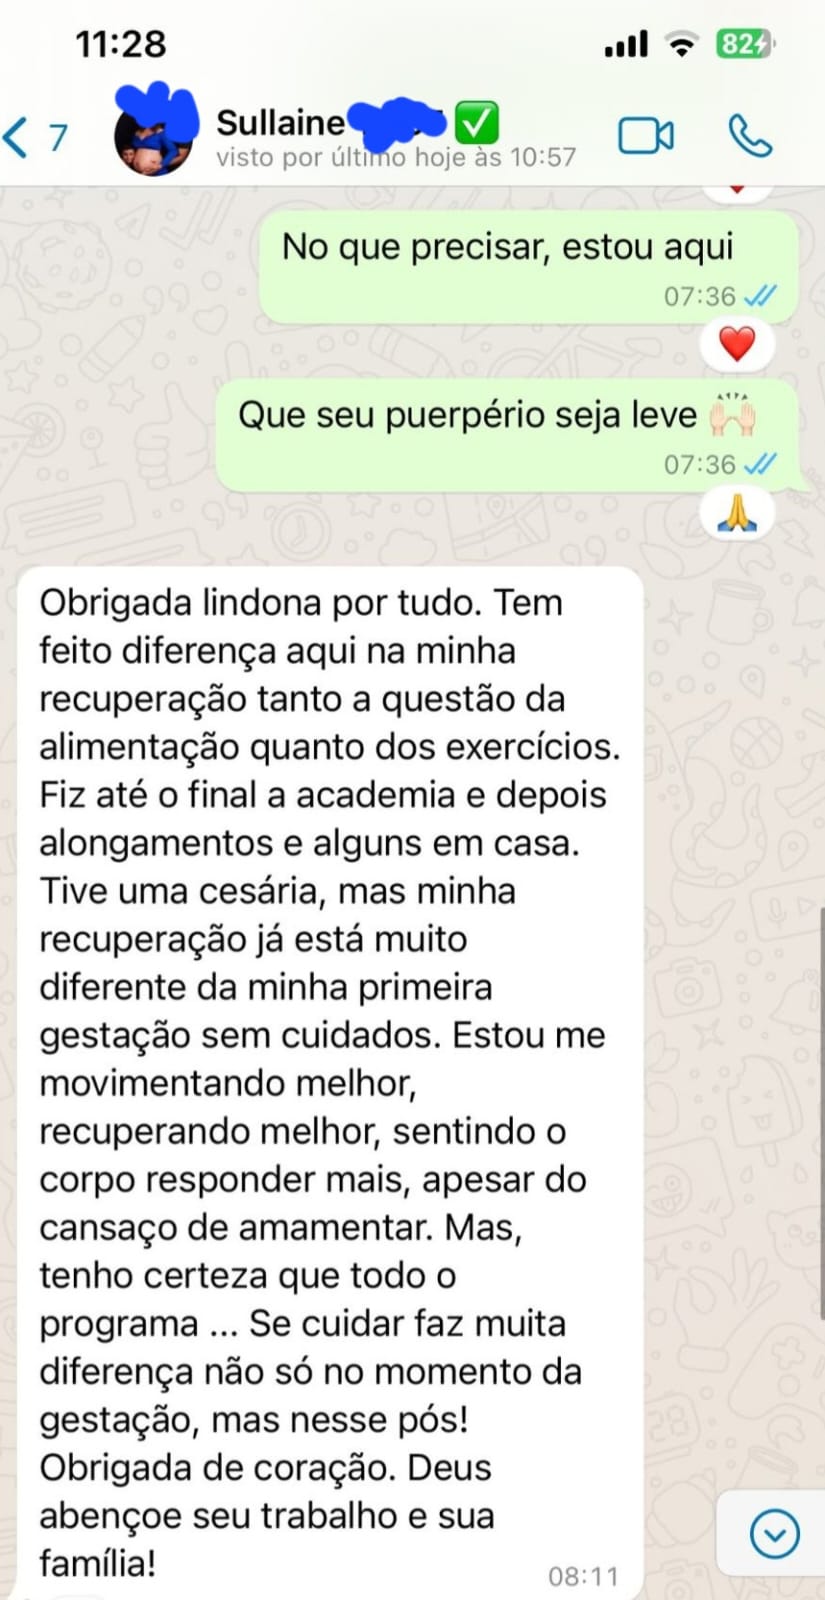 11:28
82
7
Sullaine
visto por último hoje às 10:57
No que precisar, estou aqui
07:36
Que seu puerpério seja leve 🙌🏻
07:36
Obrigada lindona por tudo. Tem
feito diferença aqui na minha
recuperação tanto a questão da
alimentação quanto dos exercícios.
Fiz até o final a academia e depois
alongamentos e alguns em casa.
Tive uma cesária, mas minha
recuperação já está muito
diferente da minha primeira
gestação sem cuidados. Estou me
movimentando melhor,
recuperando melhor, sentindo o
corpo responder mais, apesar do
cansaço de amamentar. Mas,
tenho certeza que todo o
programa ... Se cuidar faz muita
diferença não só no momento da
gestação, mas nesse pós!
Obrigada de coração. Deus
abençoe seu trabalho e sua
família!
08:11